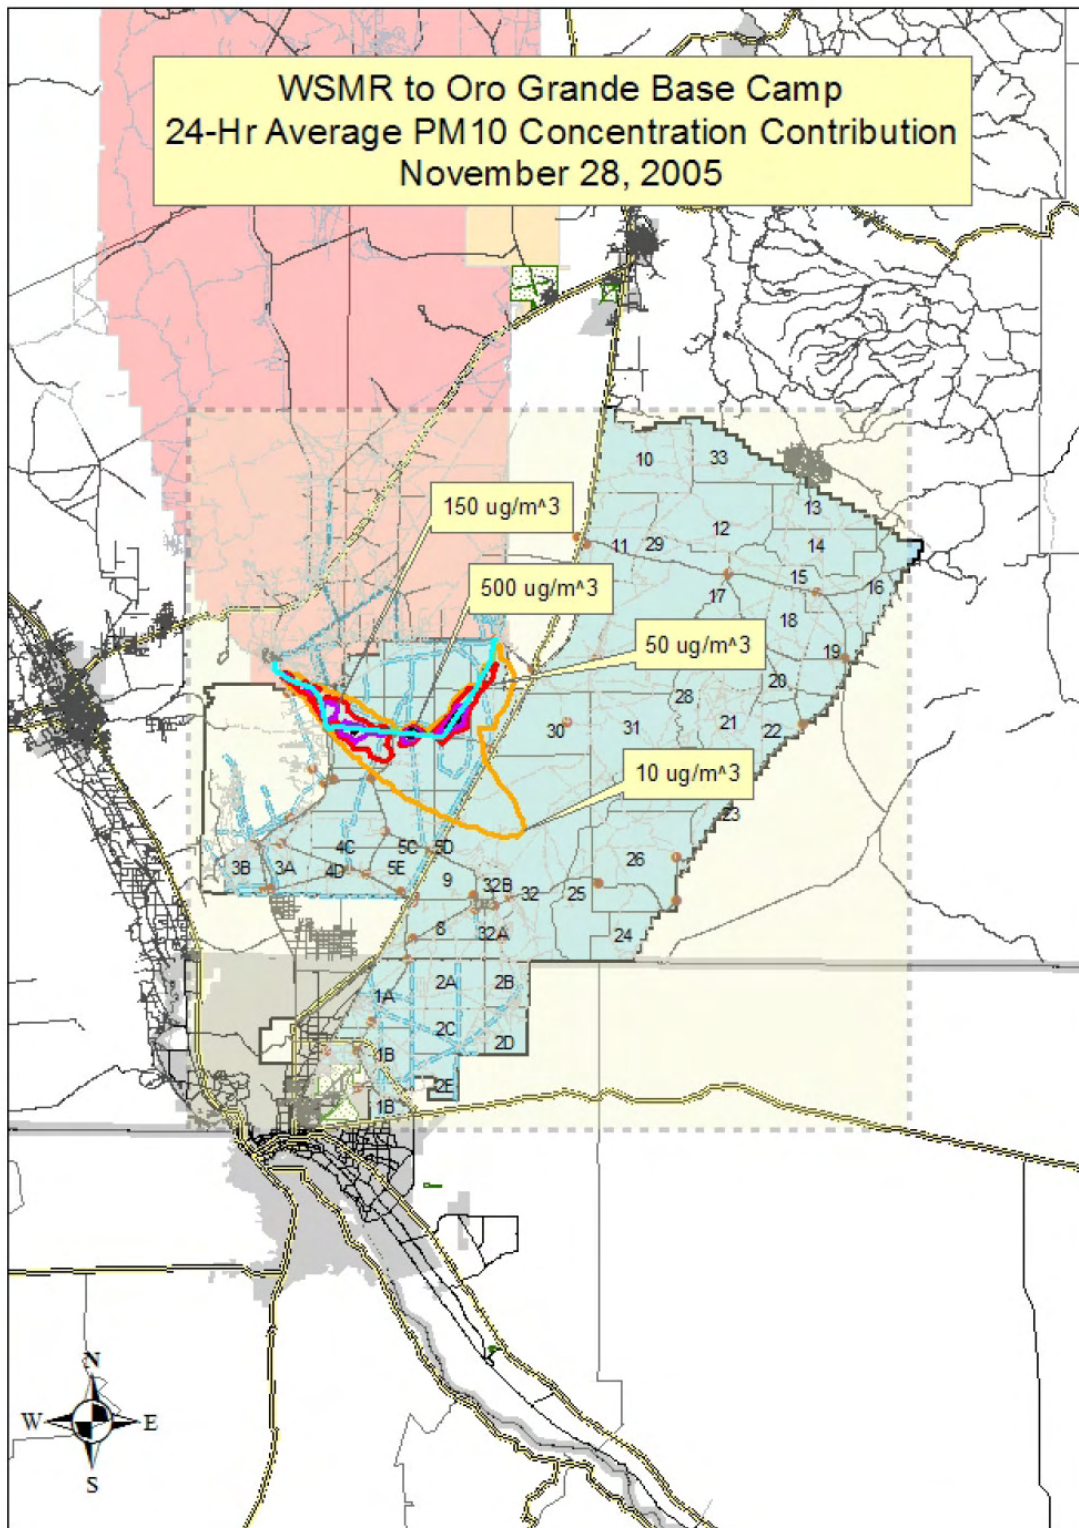 WSMR to Oro Grande Base Camp
24-Hr Average PM10 Concentration Contribution
November 28, 2005
10
33
150 ug/m^3
13
12
11
29
14
500 ug/m^3
15
16
17
18
50 ug/m^3
19
20
28
30
31
21
22
10 ug/m^3
23
4C
5C
5D
26
3B
3A
4D
5E
9
32B
32
25
8
32A
24
1A
2A
2B
2C
2D
1B
2E
1B
N
W
E
S